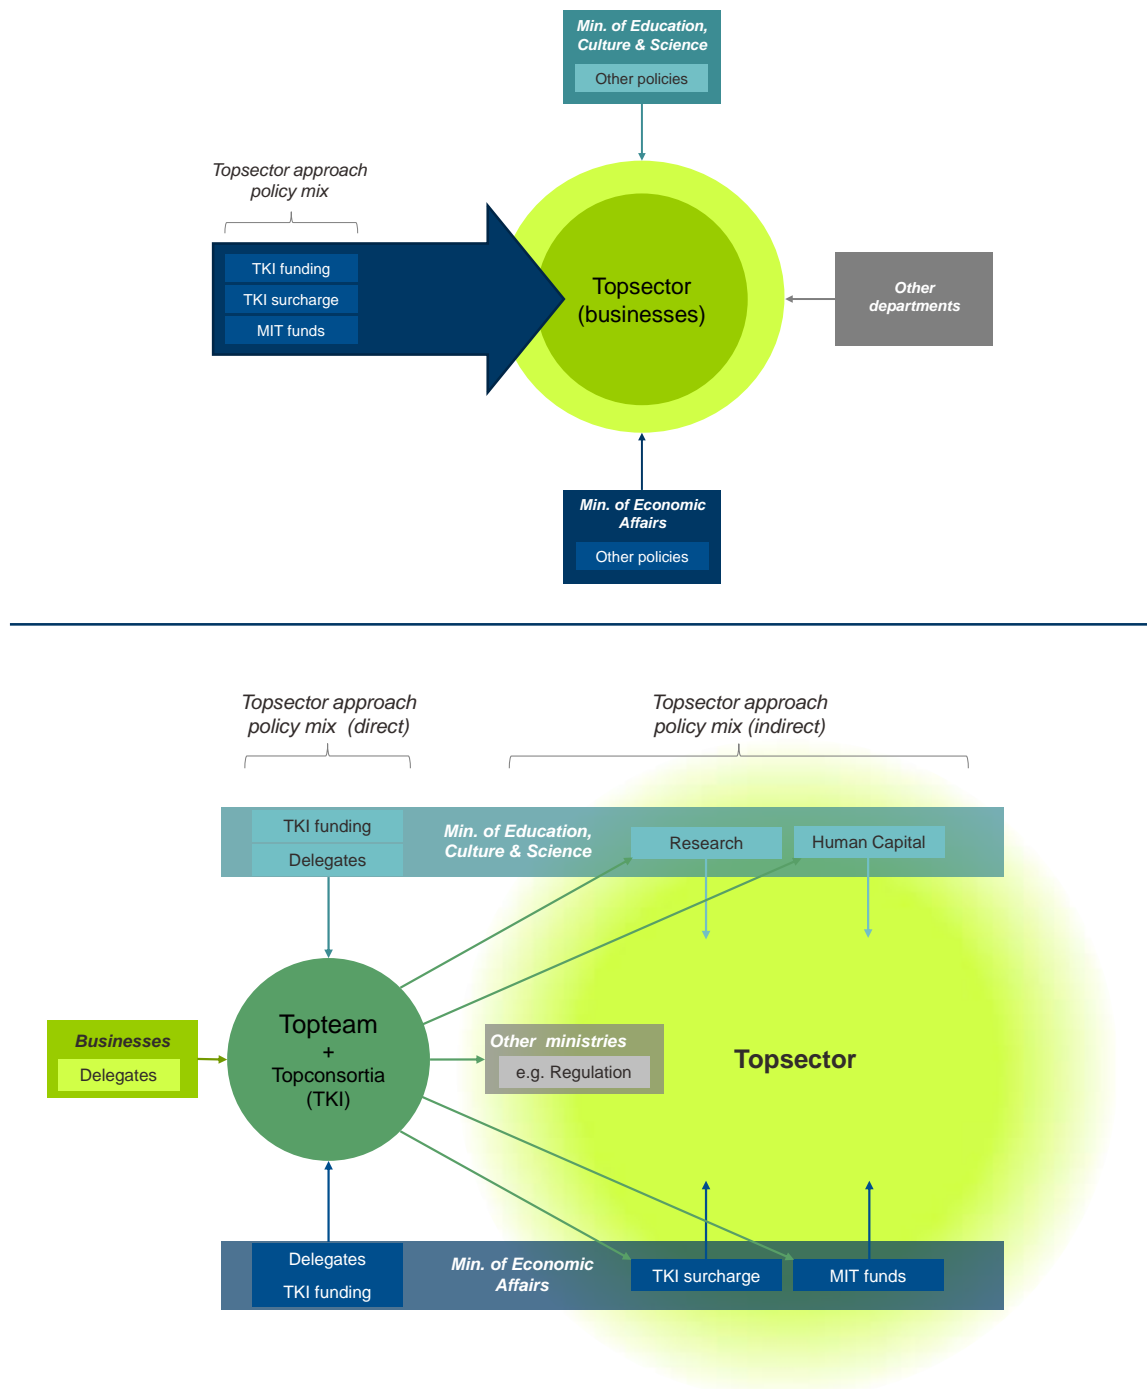 Min. of Education,
Culture & Science
Other policies
Topsector approach
policy mix
TKI funding
TKI surcharge
MIT funds
Topsector
(businesses)
Other
departments
Min. of Economic
Affairs
Other policies
Topsector approach
policy mix (direct)
Topsector approach
policy mix (indirect)
TKI funding
Delegates
Min. of Education,
Culture & Science
Research
Human Capital
Businesses
Delegates
Topteam
+
Topconsortia
(TKI)
Other ministries
e.g. Regulation
Topsector
Delegates
TKI funding
Min. of Economic
Affairs
TKI surcharge
MIT funds